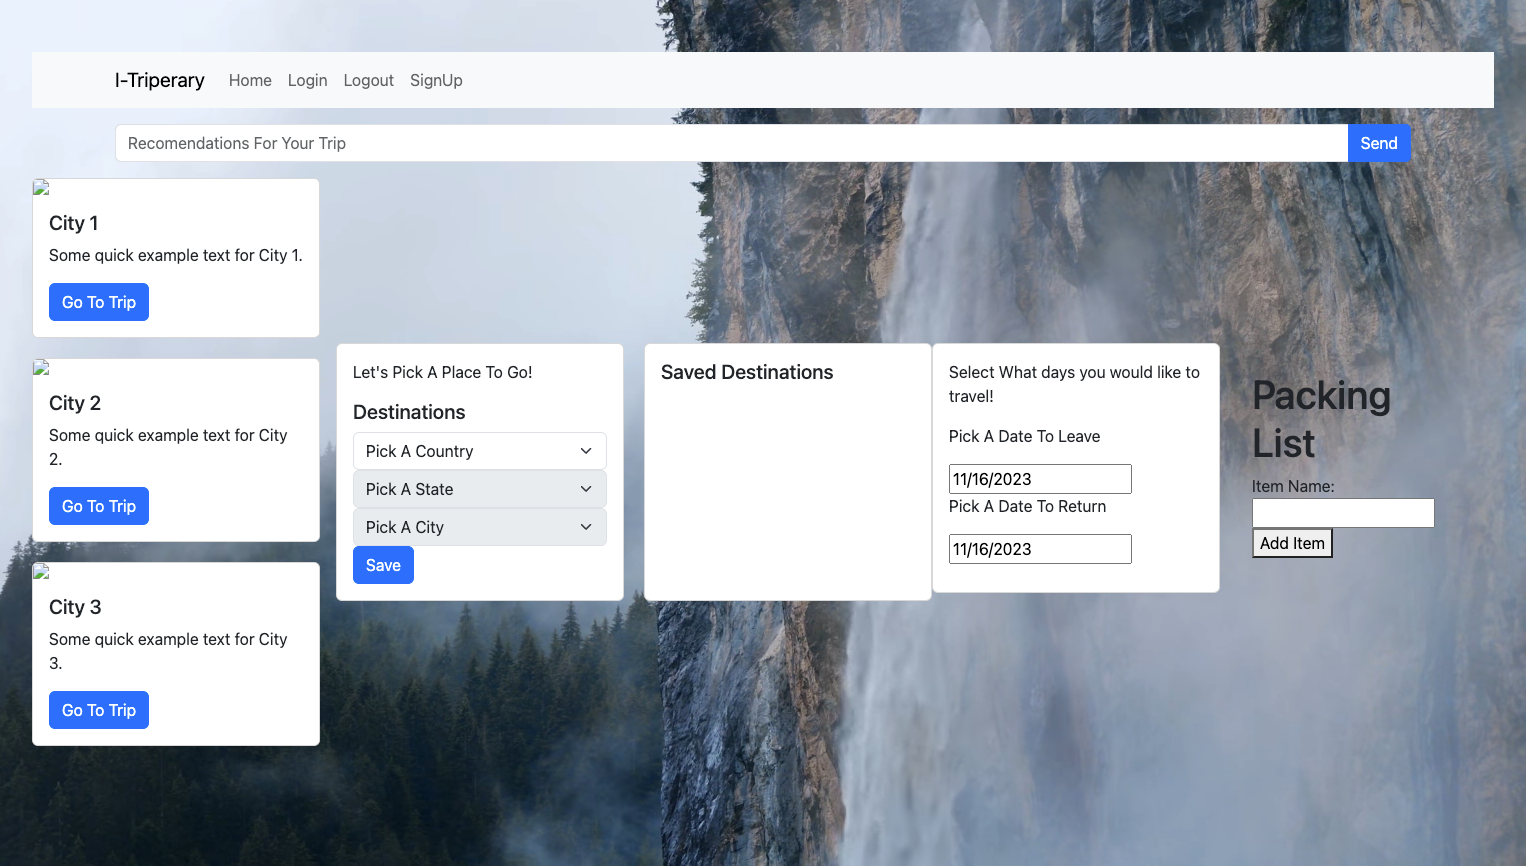 I-Triperary Home Login Logout SignUp
Recomendations For Your Trip Send
City 1
Some quick example text for City 1.
Go To Trip
City 2
Some quick example text for City
2.
Go To Trip
City 3
Some quick example text for City
3.
Go To Trip
Let's Pick A Place To Go!
Destinations
Pick A Country
Pick A State
Pick A City
Save
Saved Destinations
Select What days you would like to
travel!
Pick A Date To Leave
11/16/2023
Pick A Date To Return
11/16/2023
Packing
List
Item Name:
Add Item